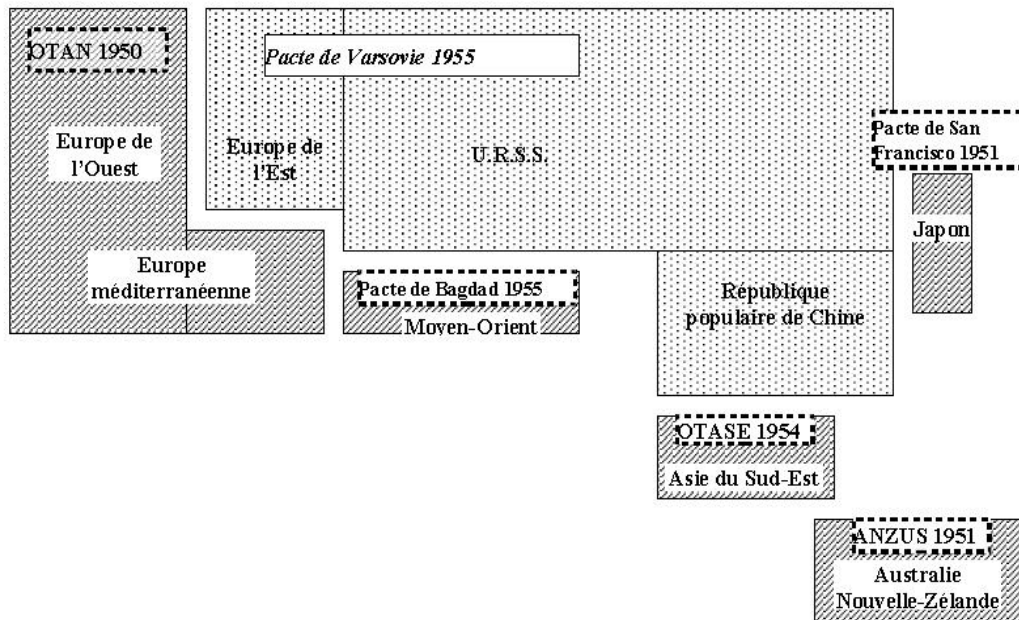 OTAN 1950
Pacte de Varsovie 1955
Europe de
l'Ouest
Europe de
l'Est
U.R.S.S.
Pacte de San
Francisco 1951
Japon
Europe
méditerranéenne
Pacte de Bagdad 1955
Moyen-Orient
République
populaire de Chine
OTASE 1954
Asie du Sud-Est
ANZUS 1951
Australie
Nouvelle-Zélande